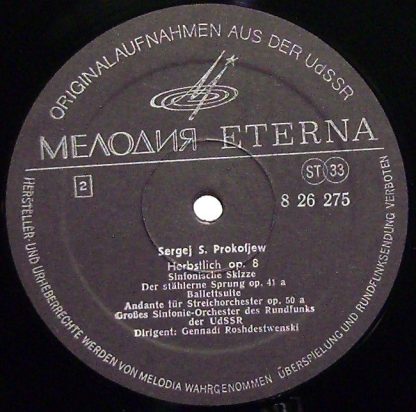 ORIGINALAUFNAHMEN AUS DER UdSSR
МЕЛОДИЯ ETERNA
2
ST 33
8 26 275
Sergej S. Prokofjew
Herbstlich op. 8
Sinfonische Skizze
Der stählerne Sprung op. 41 a
Ballettsuite
Andante für Streichorchester op. 50 a
Großes Sinfonie-Orchester des Rundfunks
der UdSSR
Dirigent: Gennadi Roshdestwenski
HERSTELLER- UND URHEBERRECHTE WERDEN VON MELODIA WAHRGENOMMEN ÜBERSPIELUNG UND RUNDFUNKSENDUNG VERBOTEN